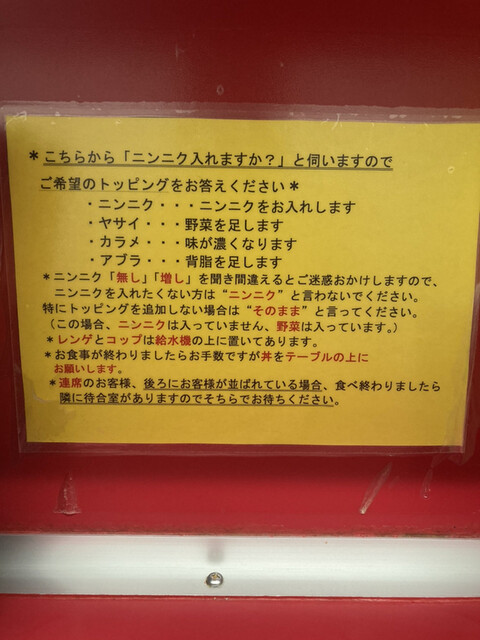 ＊こちらから「ニンニク入れますか？」と伺いますので
ご希望のトッピングをお答えください＊
・ニンニク・・・ニンニクをお入れします
・ヤサイ・・・野菜を足します
・カラメ・・・味が濃くなります
・アブラ・・・背脂を足します
＊ニンニク「無し」「増し」を聞き間違えるとご迷惑おかけしますので、
ニンニクを入れたくない方は“ニンニク”と言わないでください。
特にトッピングを追加しない場合は“そのまま”と言ってください。
（この場合、ニンニクは入っていません、野菜は入っています。）
＊レンゲとコップは給水機の上に置いてあります。
＊お食事が終わりましたらお手数ですが丼をテーブルの上に
お願いします。
＊連席のお客様、後ろにお客様が並ばれている場合、食べ終わりましたら
隣に待合室がありますのでそちらでお待ちください。